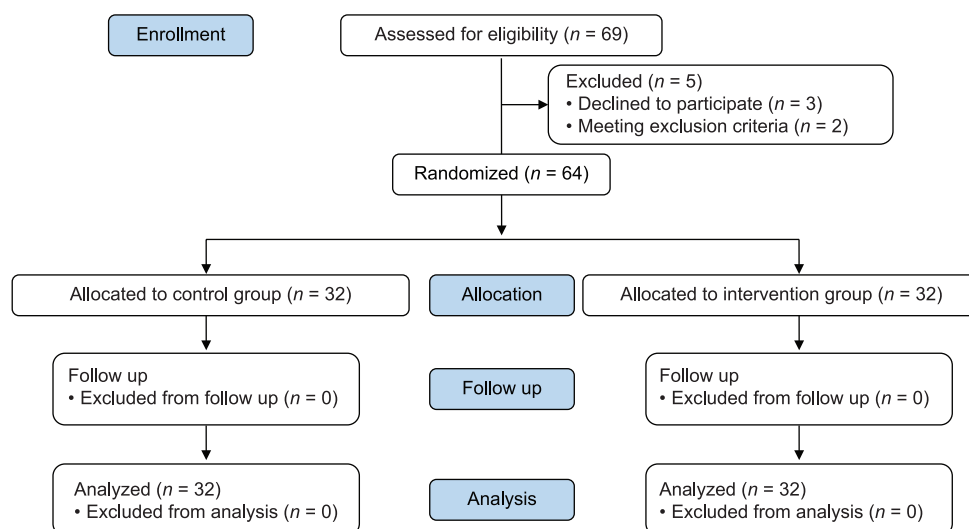 Enrollment
Assessed for eligibility (n = 69)
Excluded (n = 5)
• Declined to participate (n = 3)
• Meeting exclusion criteria (n = 2)
Randomized (n = 64)
Allocated to control group (n = 32)
Allocation
Allocated to intervention group (n = 32)
Follow up
• Excluded from follow up (n = 0)
Follow up
Follow up
• Excluded from follow up (n = 0)
Analyzed (n = 32)
• Excluded from analysis (n = 0)
Analysis
Analyzed (n = 32)
• Excluded from analysis (n = 0)